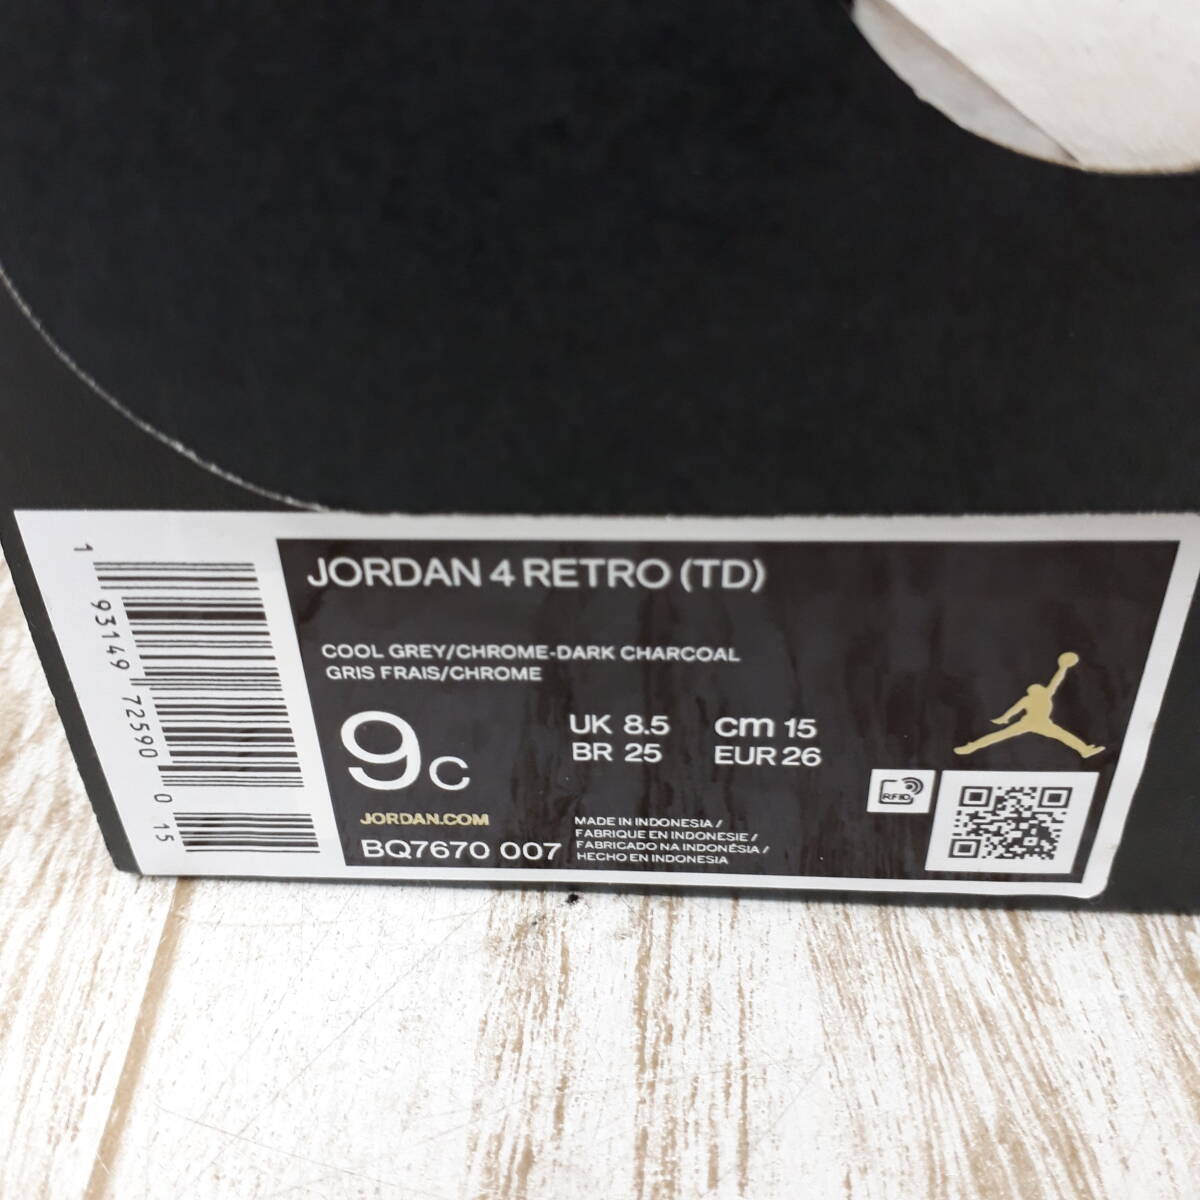 JORDAN 4 RETRO (TD)
COOL GREY/CHROME-DARK CHARCOAL
GRIS FRAIS/CHROME
9C
UK 8.5 cm 15
BR 25 EUR 26
RFID
JORDAN.COM
BQ7670 007
MADE IN INDONESIA /
FABRIQUE EN INDONESIE /
FABRICADO NA INDONÉSIA /
HECHO EN INDONESIA
1 93149 72590 0 15